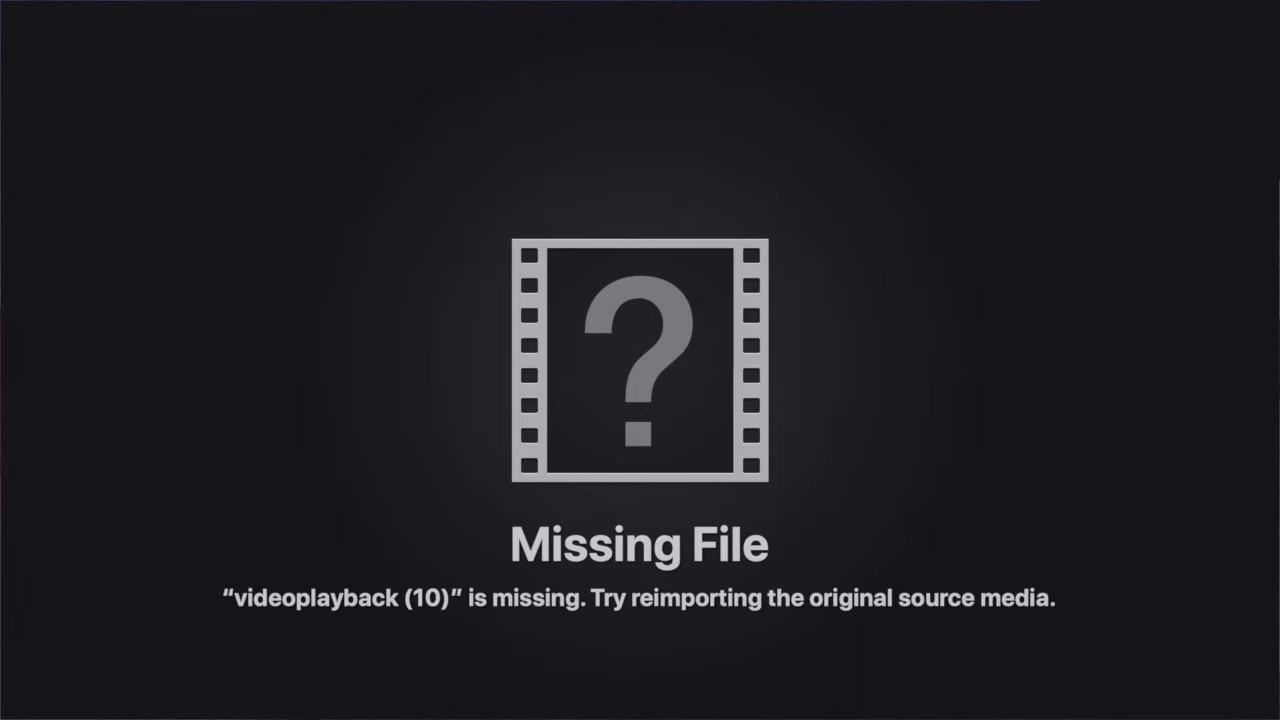 ?
Missing File
“videoplayback (10)” is missing. Try reimporting the original source media.